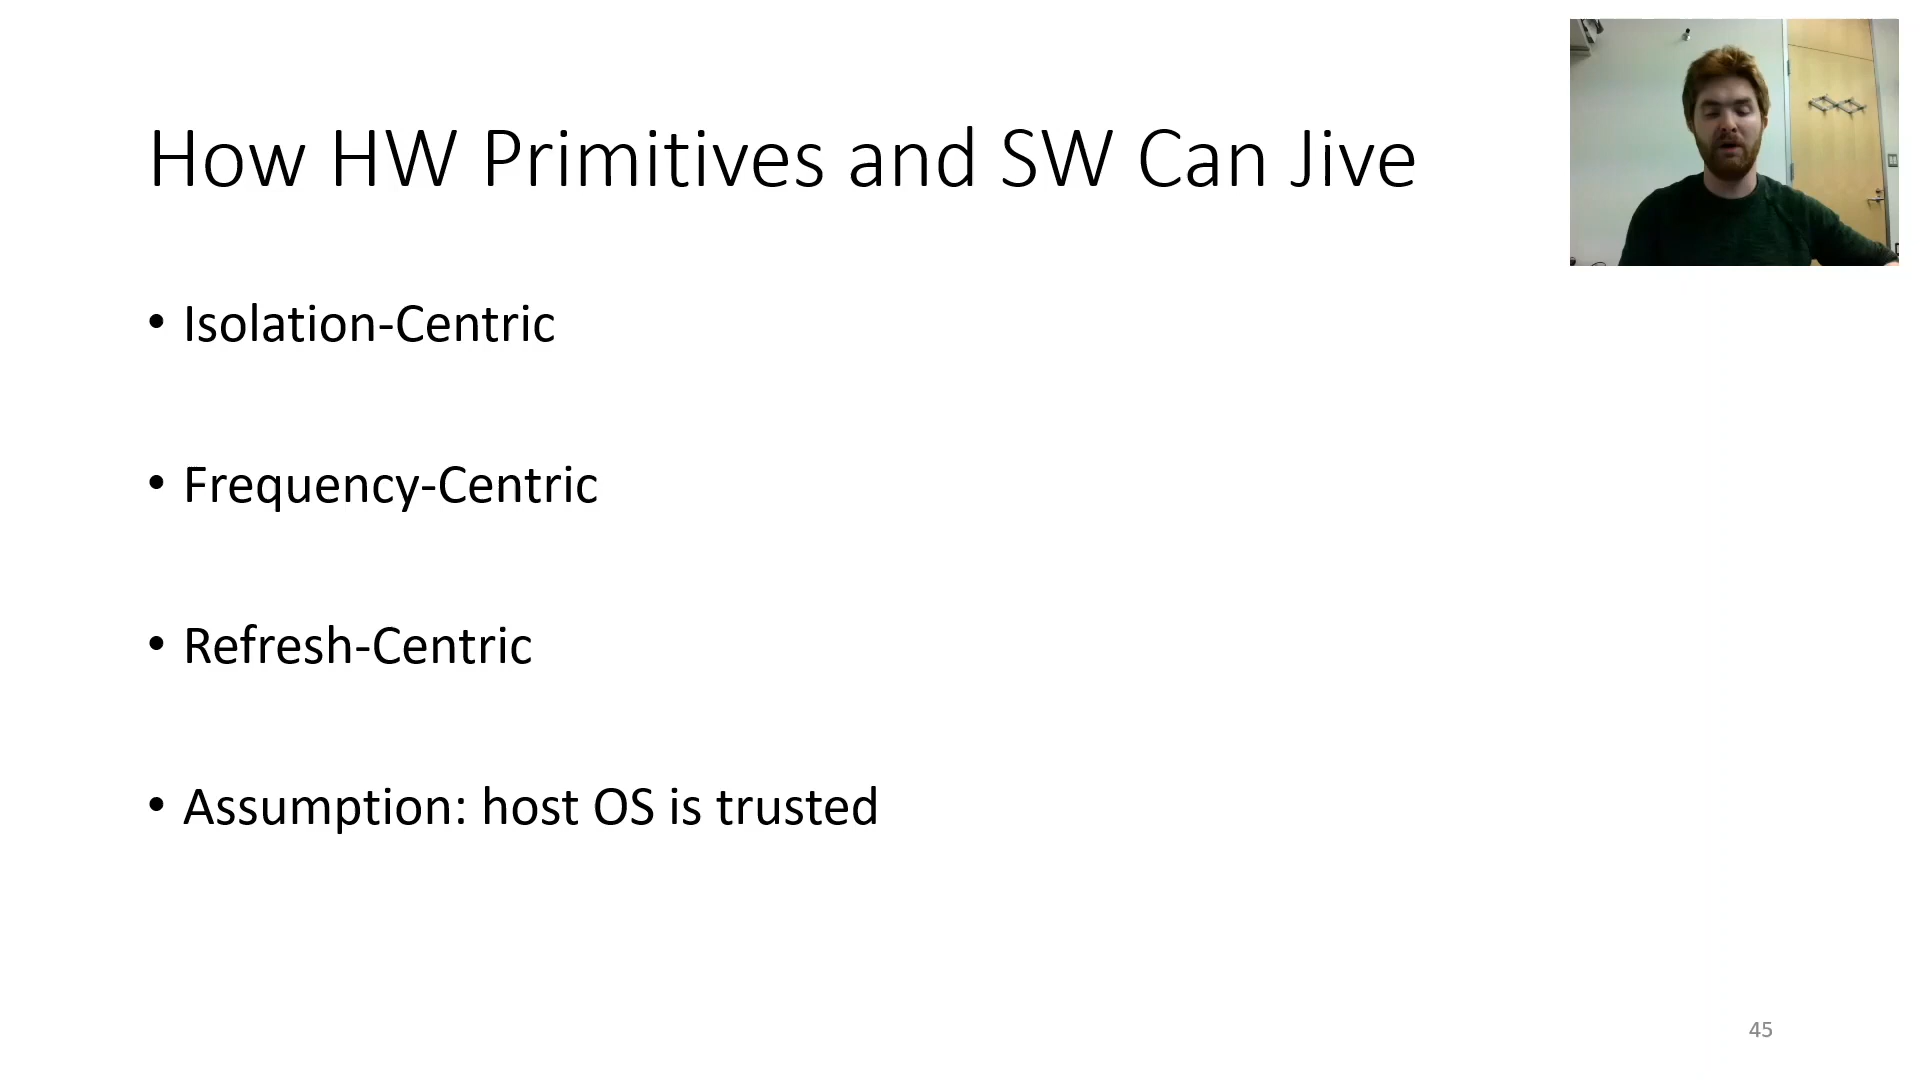 How HW Primitives and SW Can Jive
• Isolation-Centric
• Frequency-Centric
• Refresh-Centric
• Assumption: host OS is trusted
45